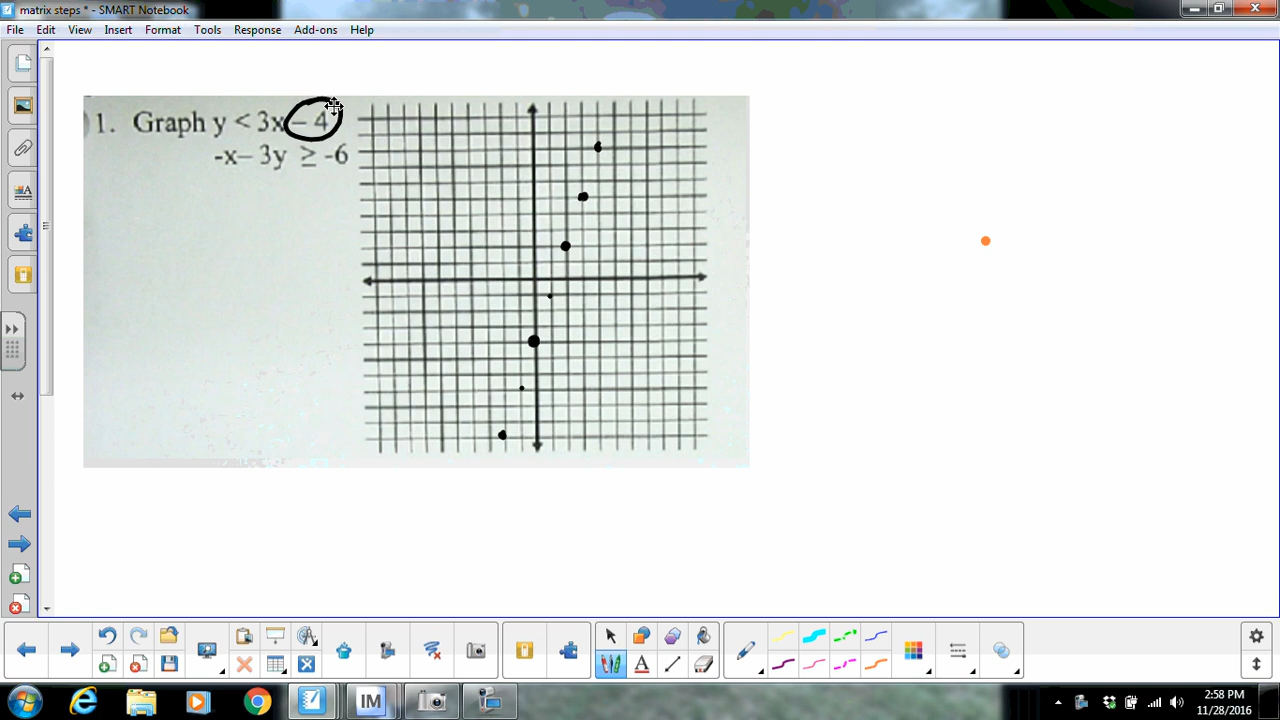 matrix steps * - SMART Notebook
File Edit View Insert Format Tools Response Add-ons Help
1. Graph y < 3x – 4
-x– 3y ≥ -6
A
IM
2:58 PM
11/28/2016